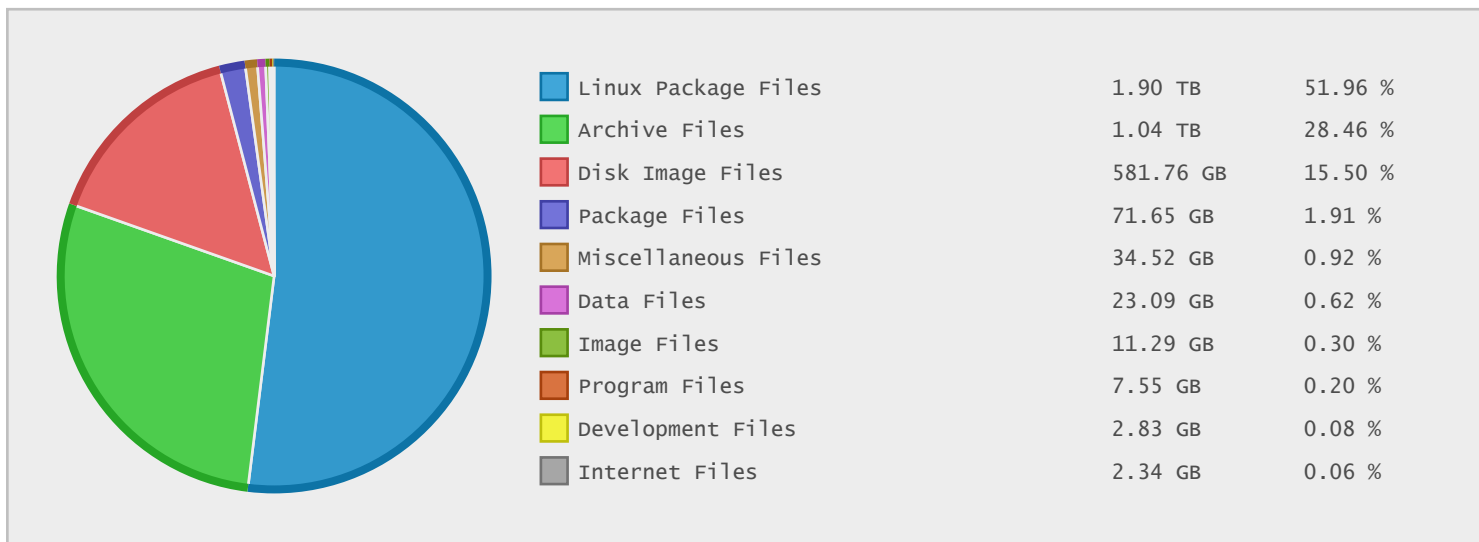 Linux Package Files 1.90 TB 51.96 %
Archive Files 1.04 TB 28.46 %
Disk Image Files 581.76 GB 15.50 %
Package Files 71.65 GB 1.91 %
Miscellaneous Files 34.52 GB 0.92 %
Data Files 23.09 GB 0.62 %
Image Files 11.29 GB 0.30 %
Program Files 7.55 GB 0.20 %
Development Files 2.83 GB 0.08 %
Internet Files 2.34 GB 0.06 %